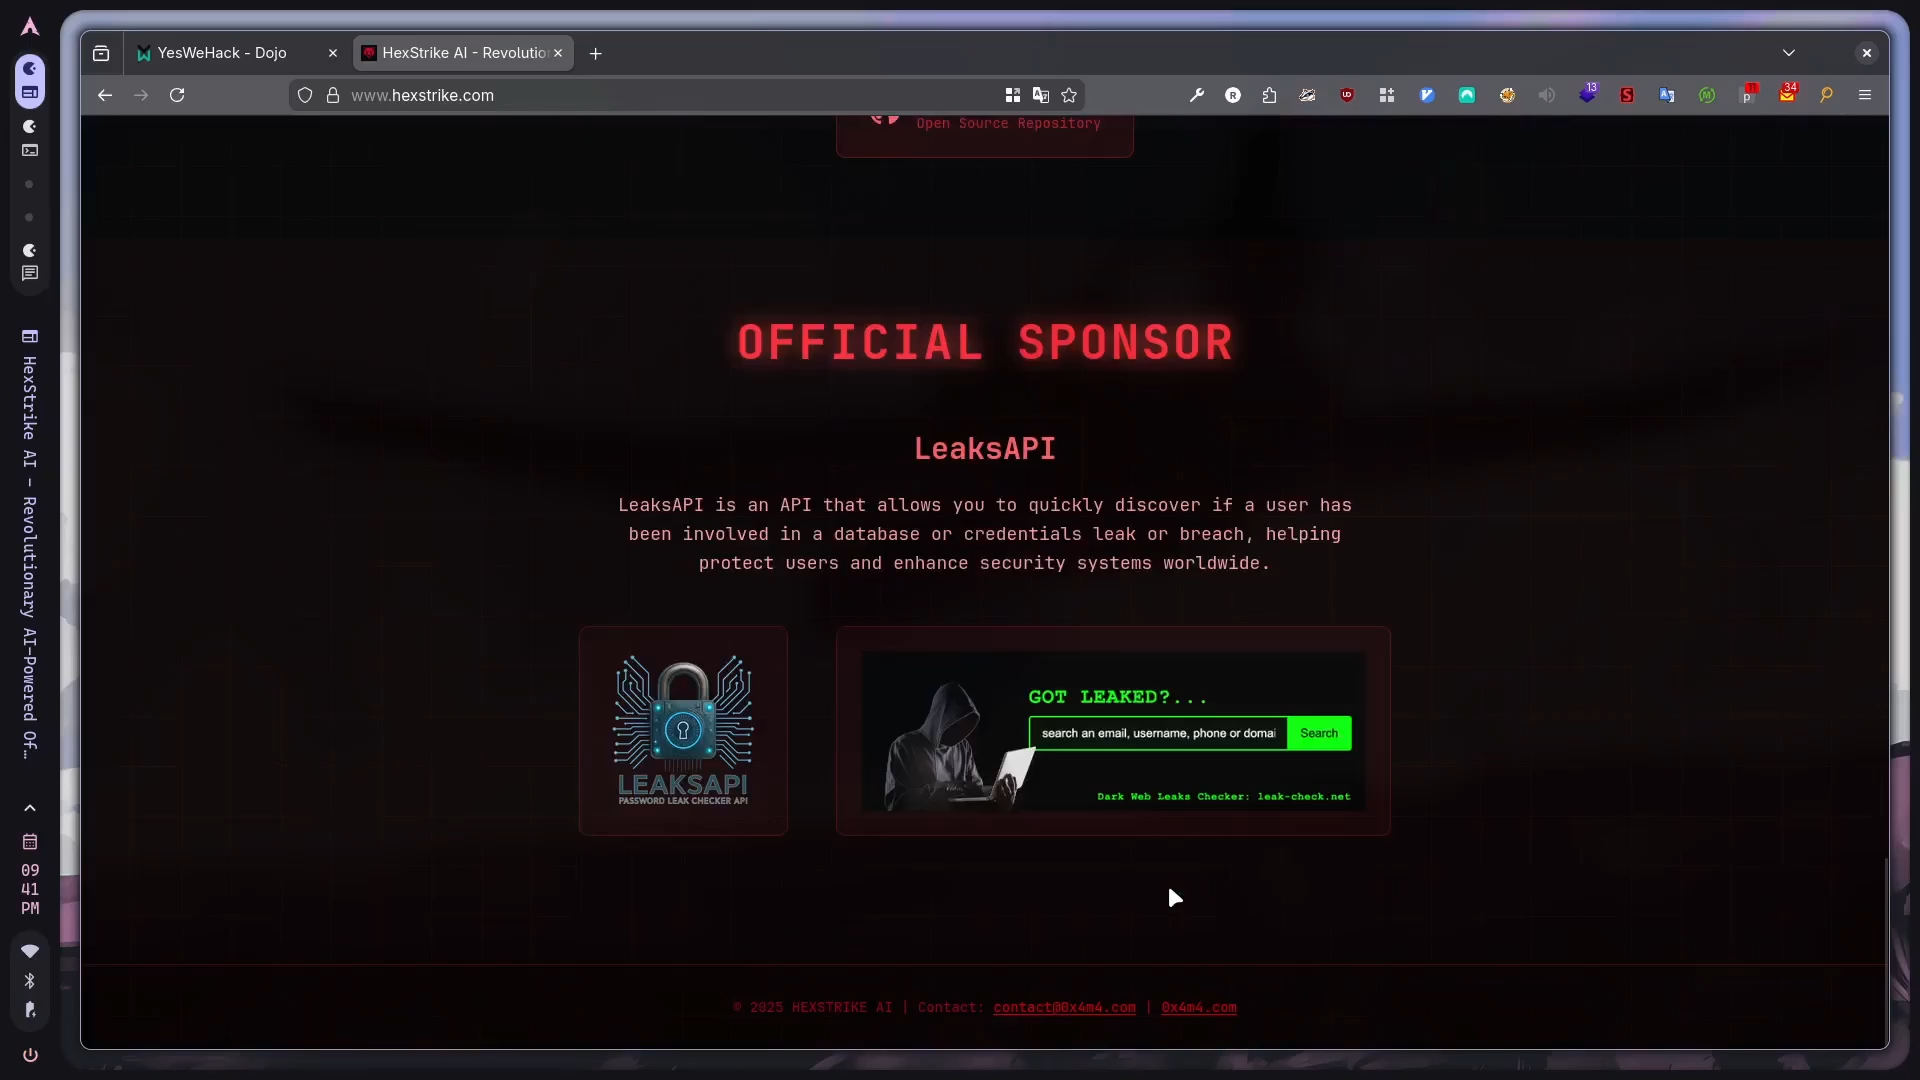 YesWeHack - Dojo
HexStrike AI - Revolutio
www.hexstrike.com
13
34
Open Source Repository
OFFICIAL SPONSOR
LeaksAPI
LeaksAPI is an API that allows you to quickly discover if a user has
been involved in a database or credentials leak or breach, helping
protect users and enhance security systems worldwide.
LEAKSAPI
PASSWORD LEAK CHECKER API
GOT LEAKED?...
search an email, username, phone or domai
Search
Dark Web Leaks Checker: leak-check.net
© 2025 HEXSTRIKE AI | Contact: contact@0x4m4.com | 0x4m4.com
HexStrike AI - Revolutionary AI-Powered Of…
09
41
PM